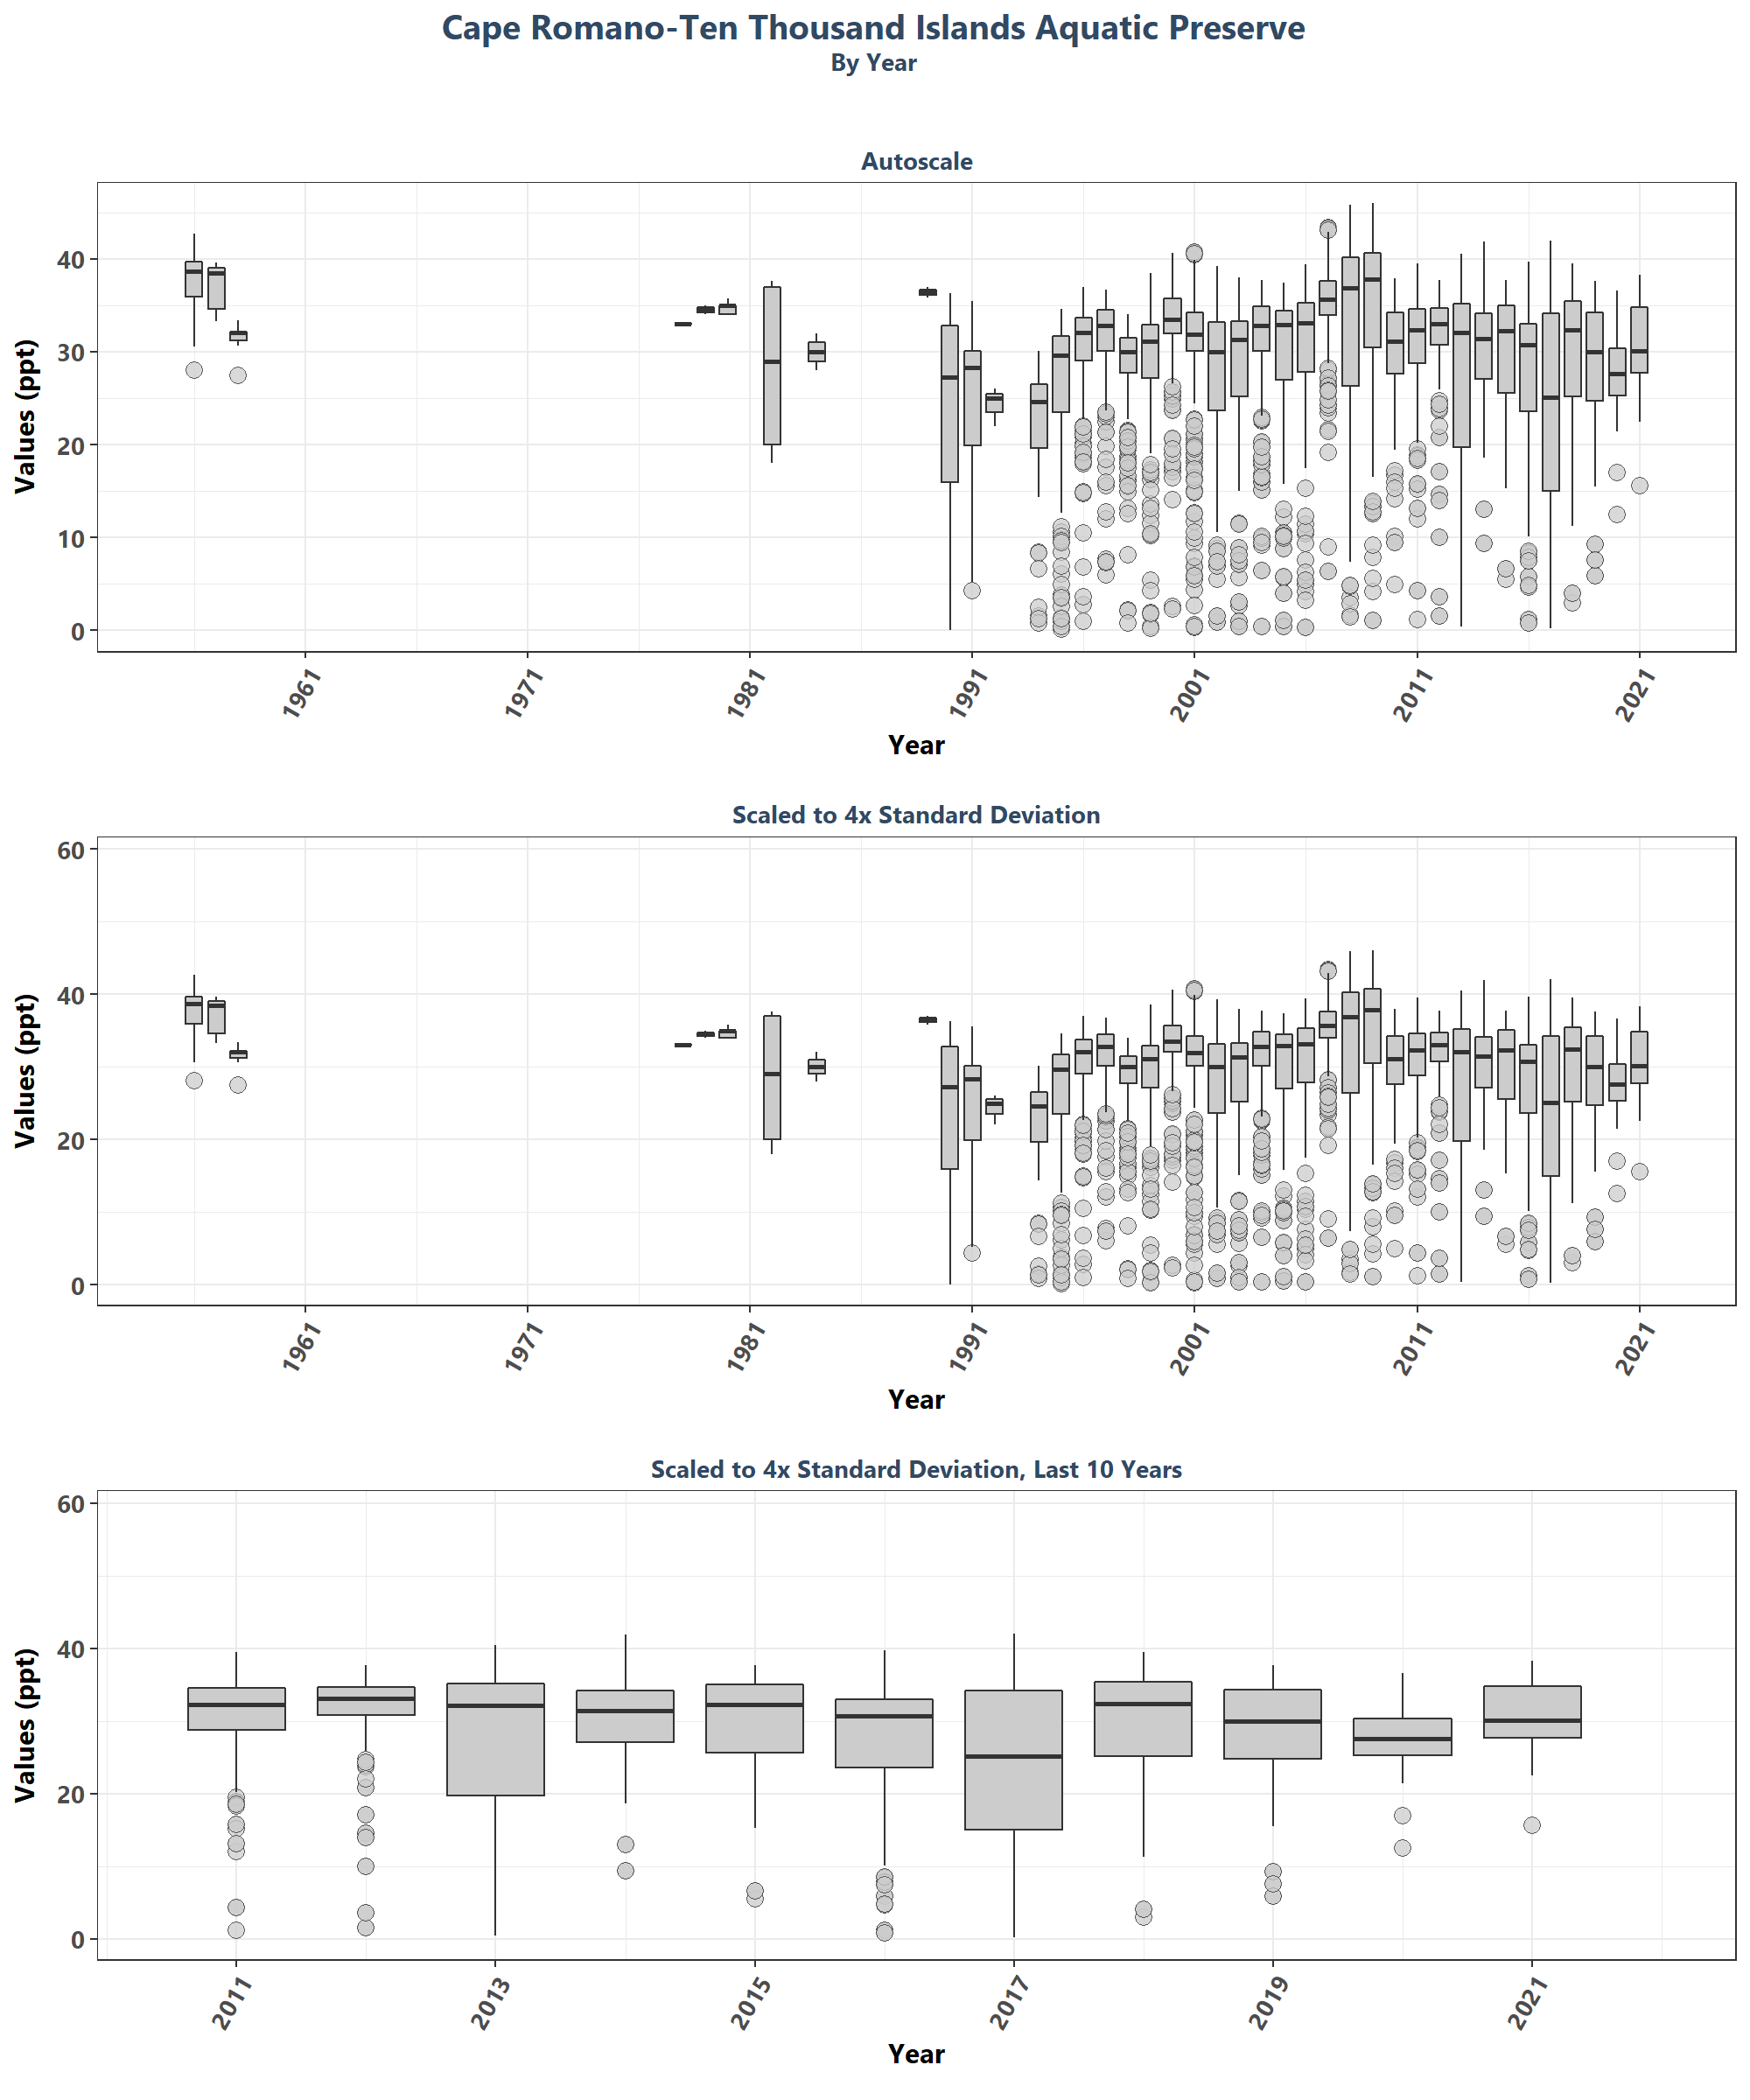 Cape Romano-Ten Thousand Islands Aquatic Preserve
By Year
Autoscale
Values (ppt)
40
30
20
10
0
1961 1971 1981 1991 2001 2011 2021
Year
Scaled to 4x Standard Deviation
Values (ppt)
60
40
20
0
1961 1971 1981 1991 2001 2011 2021
Year
Scaled to 4x Standard Deviation, Last 10 Years
Values (ppt)
60
40
20
0
2011 2013 2015 2017 2019 2021
Year